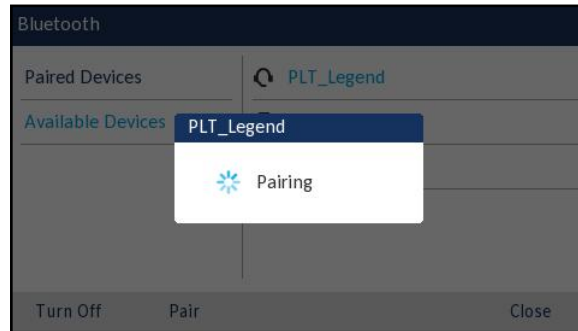 Bluetooth
Paired Devices
PLT_Legend
Available Devices
PLT_Legend
Pairing
Turn Off
Pair
Close